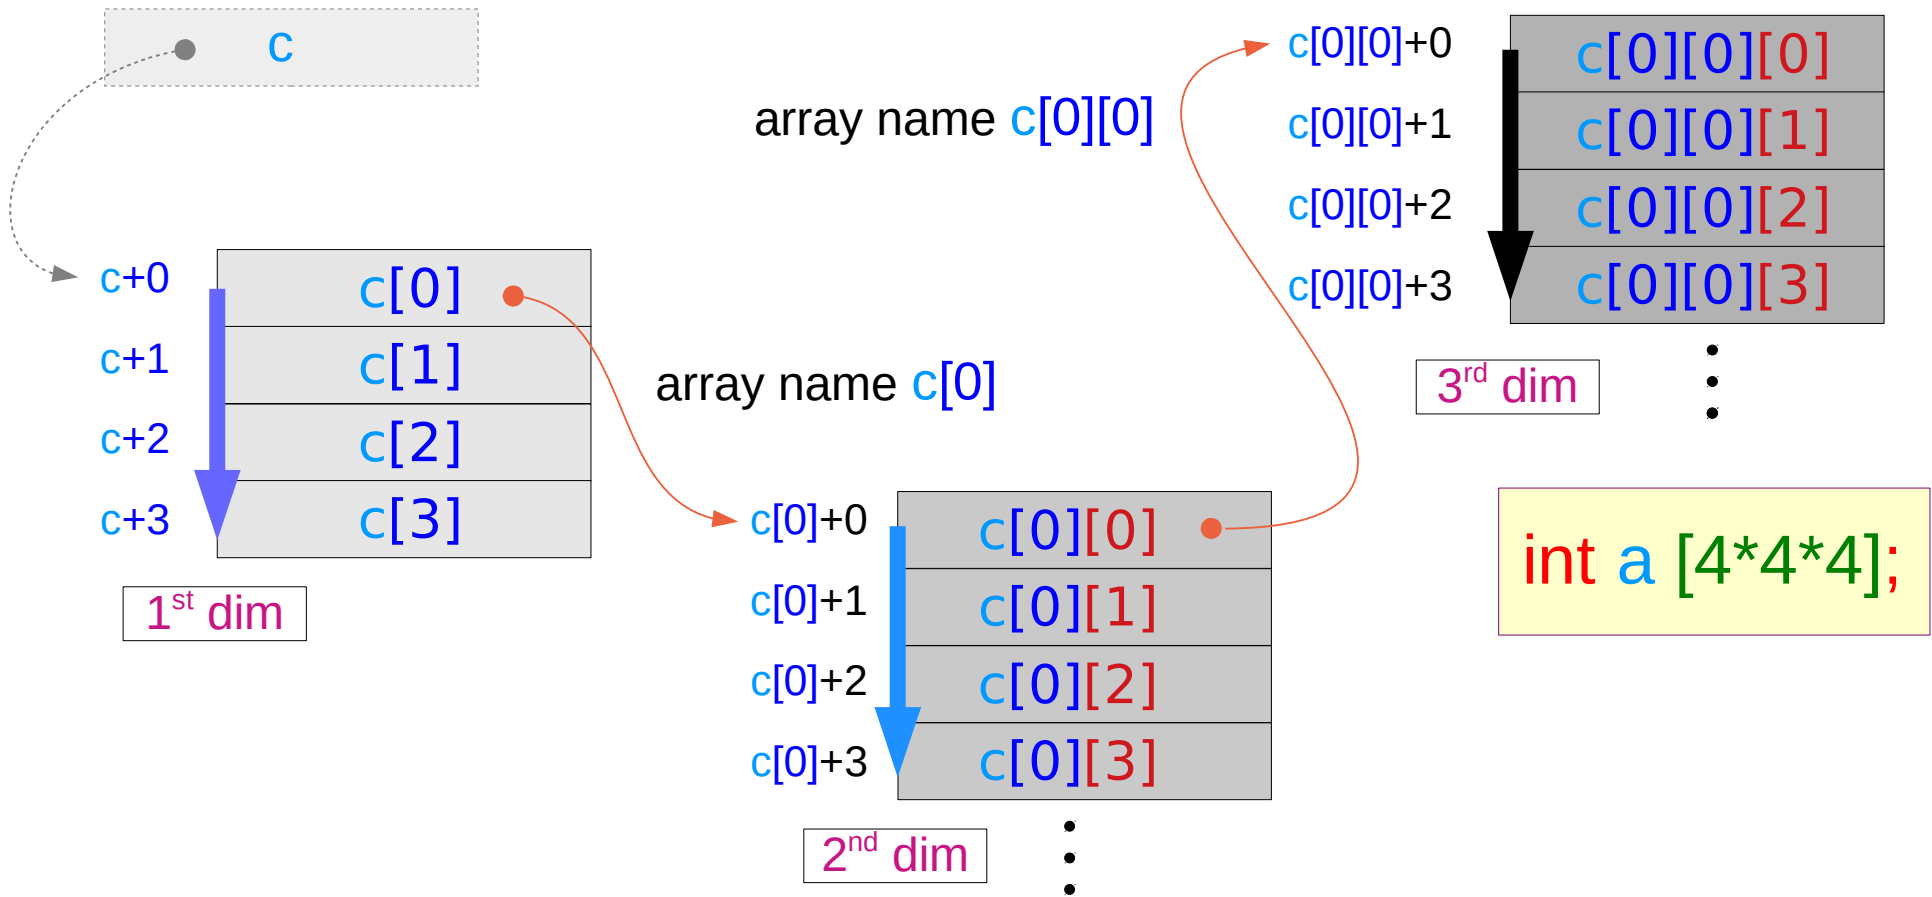 c
c+0
c+1
c+2
c+3
c[0]
c[1]
c[2]
c[3]
1st dim
array name c[0]
c[0]+0
c[0]+1
c[0]+2
c[0]+3
c[0][0]
c[0][1]
c[0][2]
c[0][3]
2nd dim
array name c[0][0]
c[0][0]+0
c[0][0]+1
c[0][0]+2
c[0][0]+3
c[0][0][0]
c[0][0][1]
c[0][0][2]
c[0][0][3]
3rd dim
int a [4*4*4];